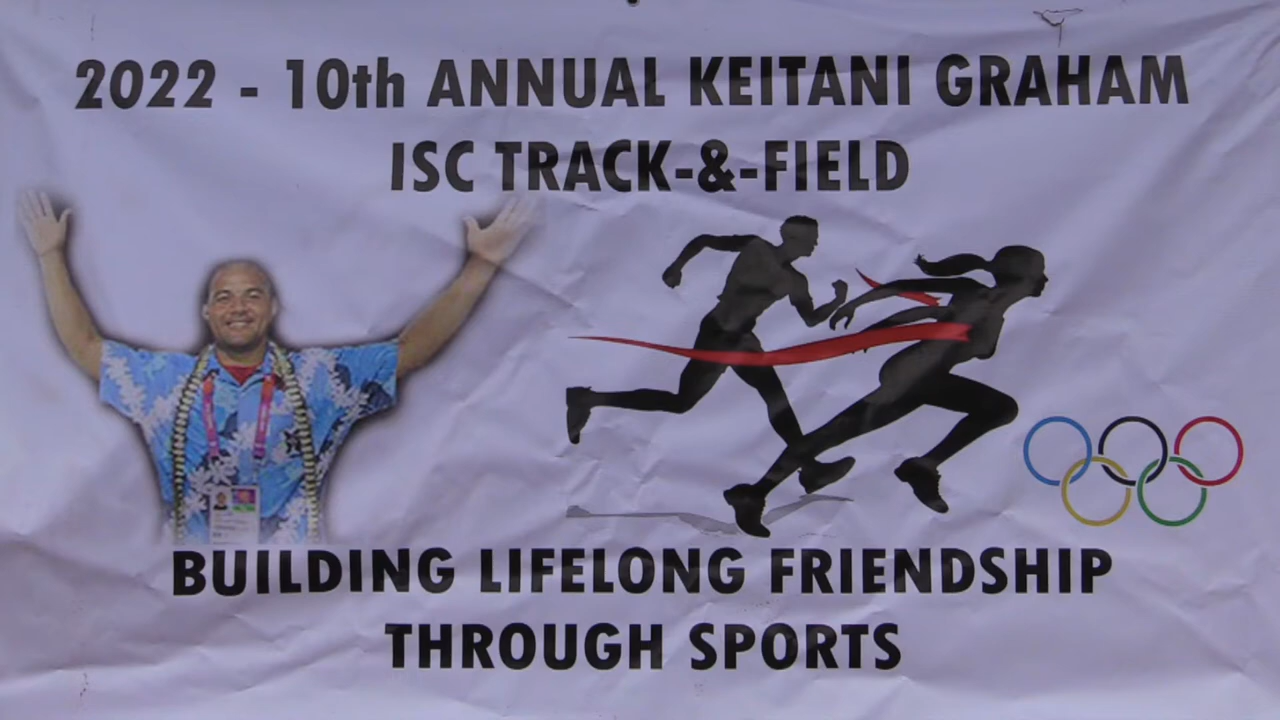 2022 - 10th ANNUAL KEITANI GRAHAM
ISC TRACK-&-FIELD
BUILDING LIFELONG FRIENDSHIP
THROUGH SPORTS